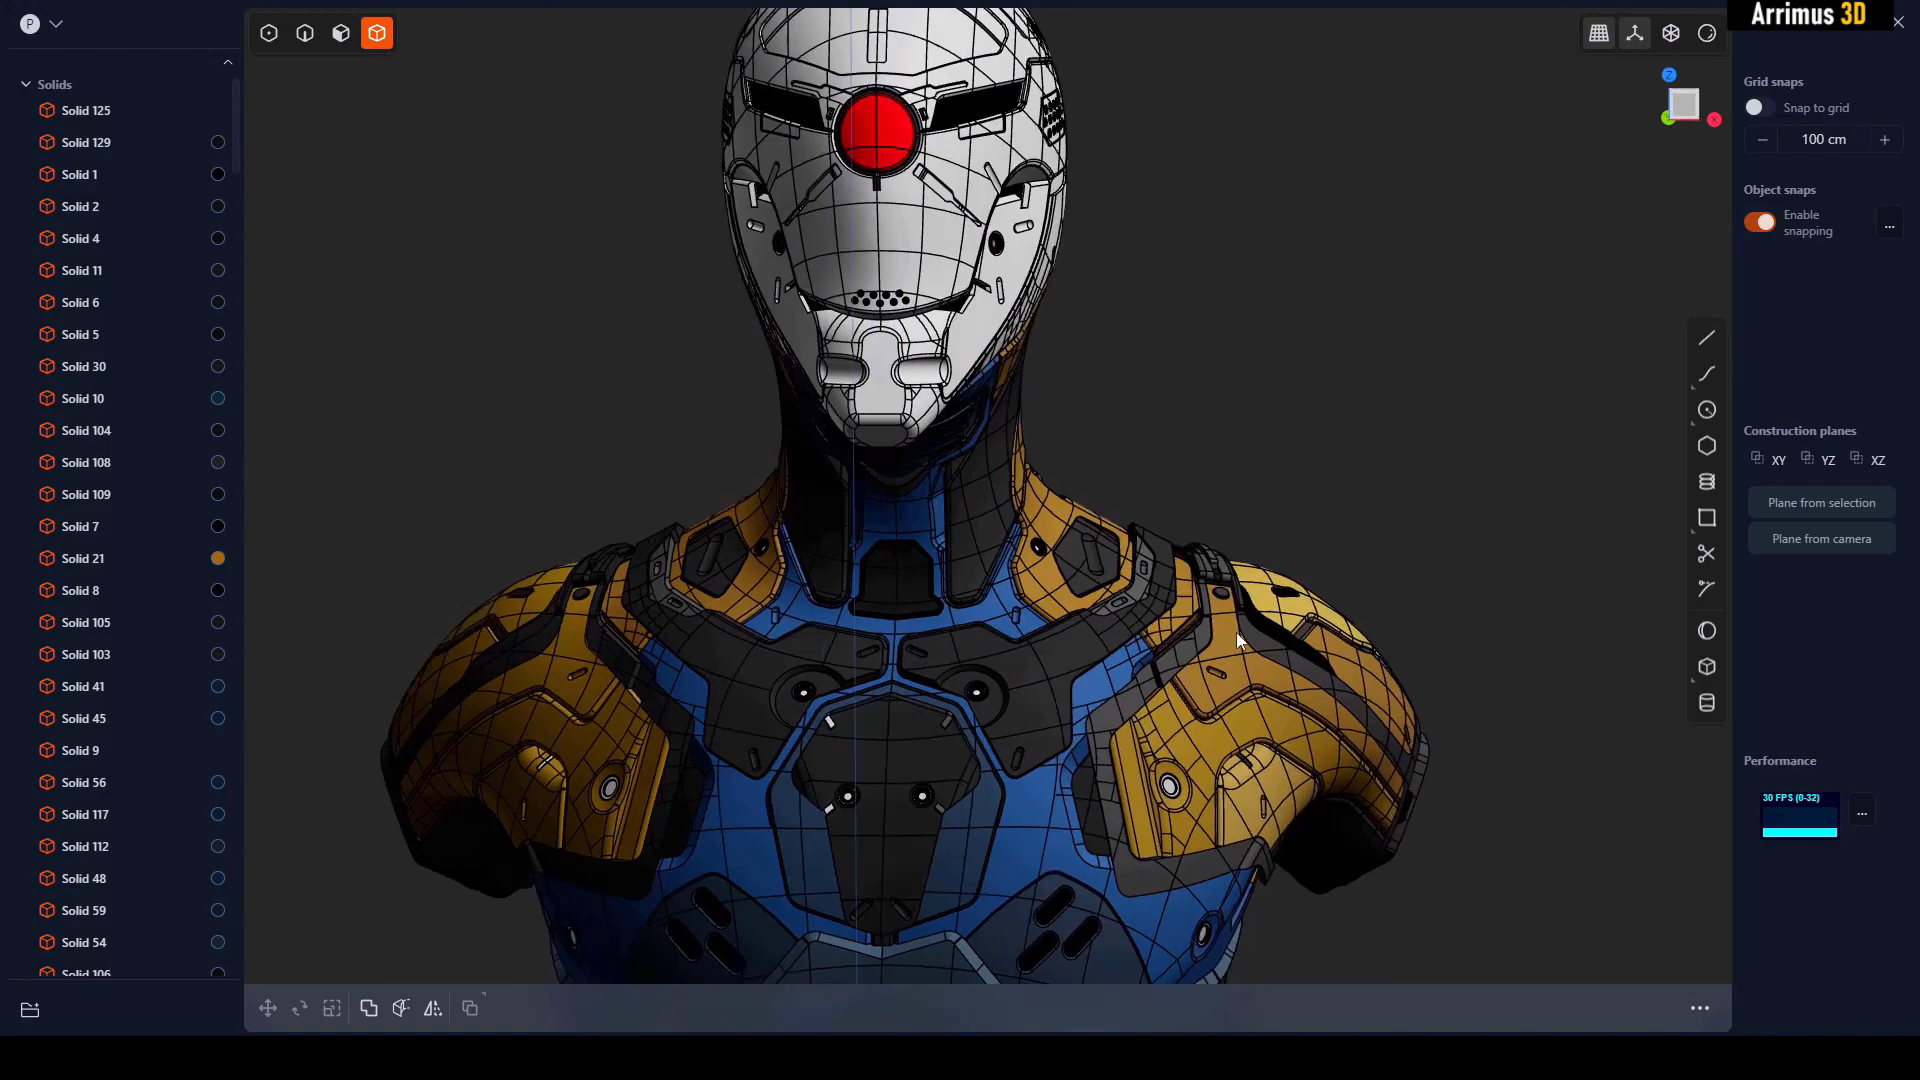 P
Solids
Solid 125
Solid 129
Solid 1
Solid 2
Solid 4
Solid 11
Solid 6
Solid 5
Solid 30
Solid 10
Solid 104
Solid 108
Solid 109
Solid 7
Solid 21
Solid 8
Solid 105
Solid 103
Solid 41
Solid 45
Solid 9
Solid 56
Solid 117
Solid 112
Solid 48
Solid 59
Solid 54
Solid 106
Arrimus 3D
Z
X
Grid snaps
Snap to grid
100 cm
Object snaps
Enable
snapping
...
Construction planes
XY YZ XZ
Plane from selection
Plane from camera
Performance
30 FPS (0-32)
...